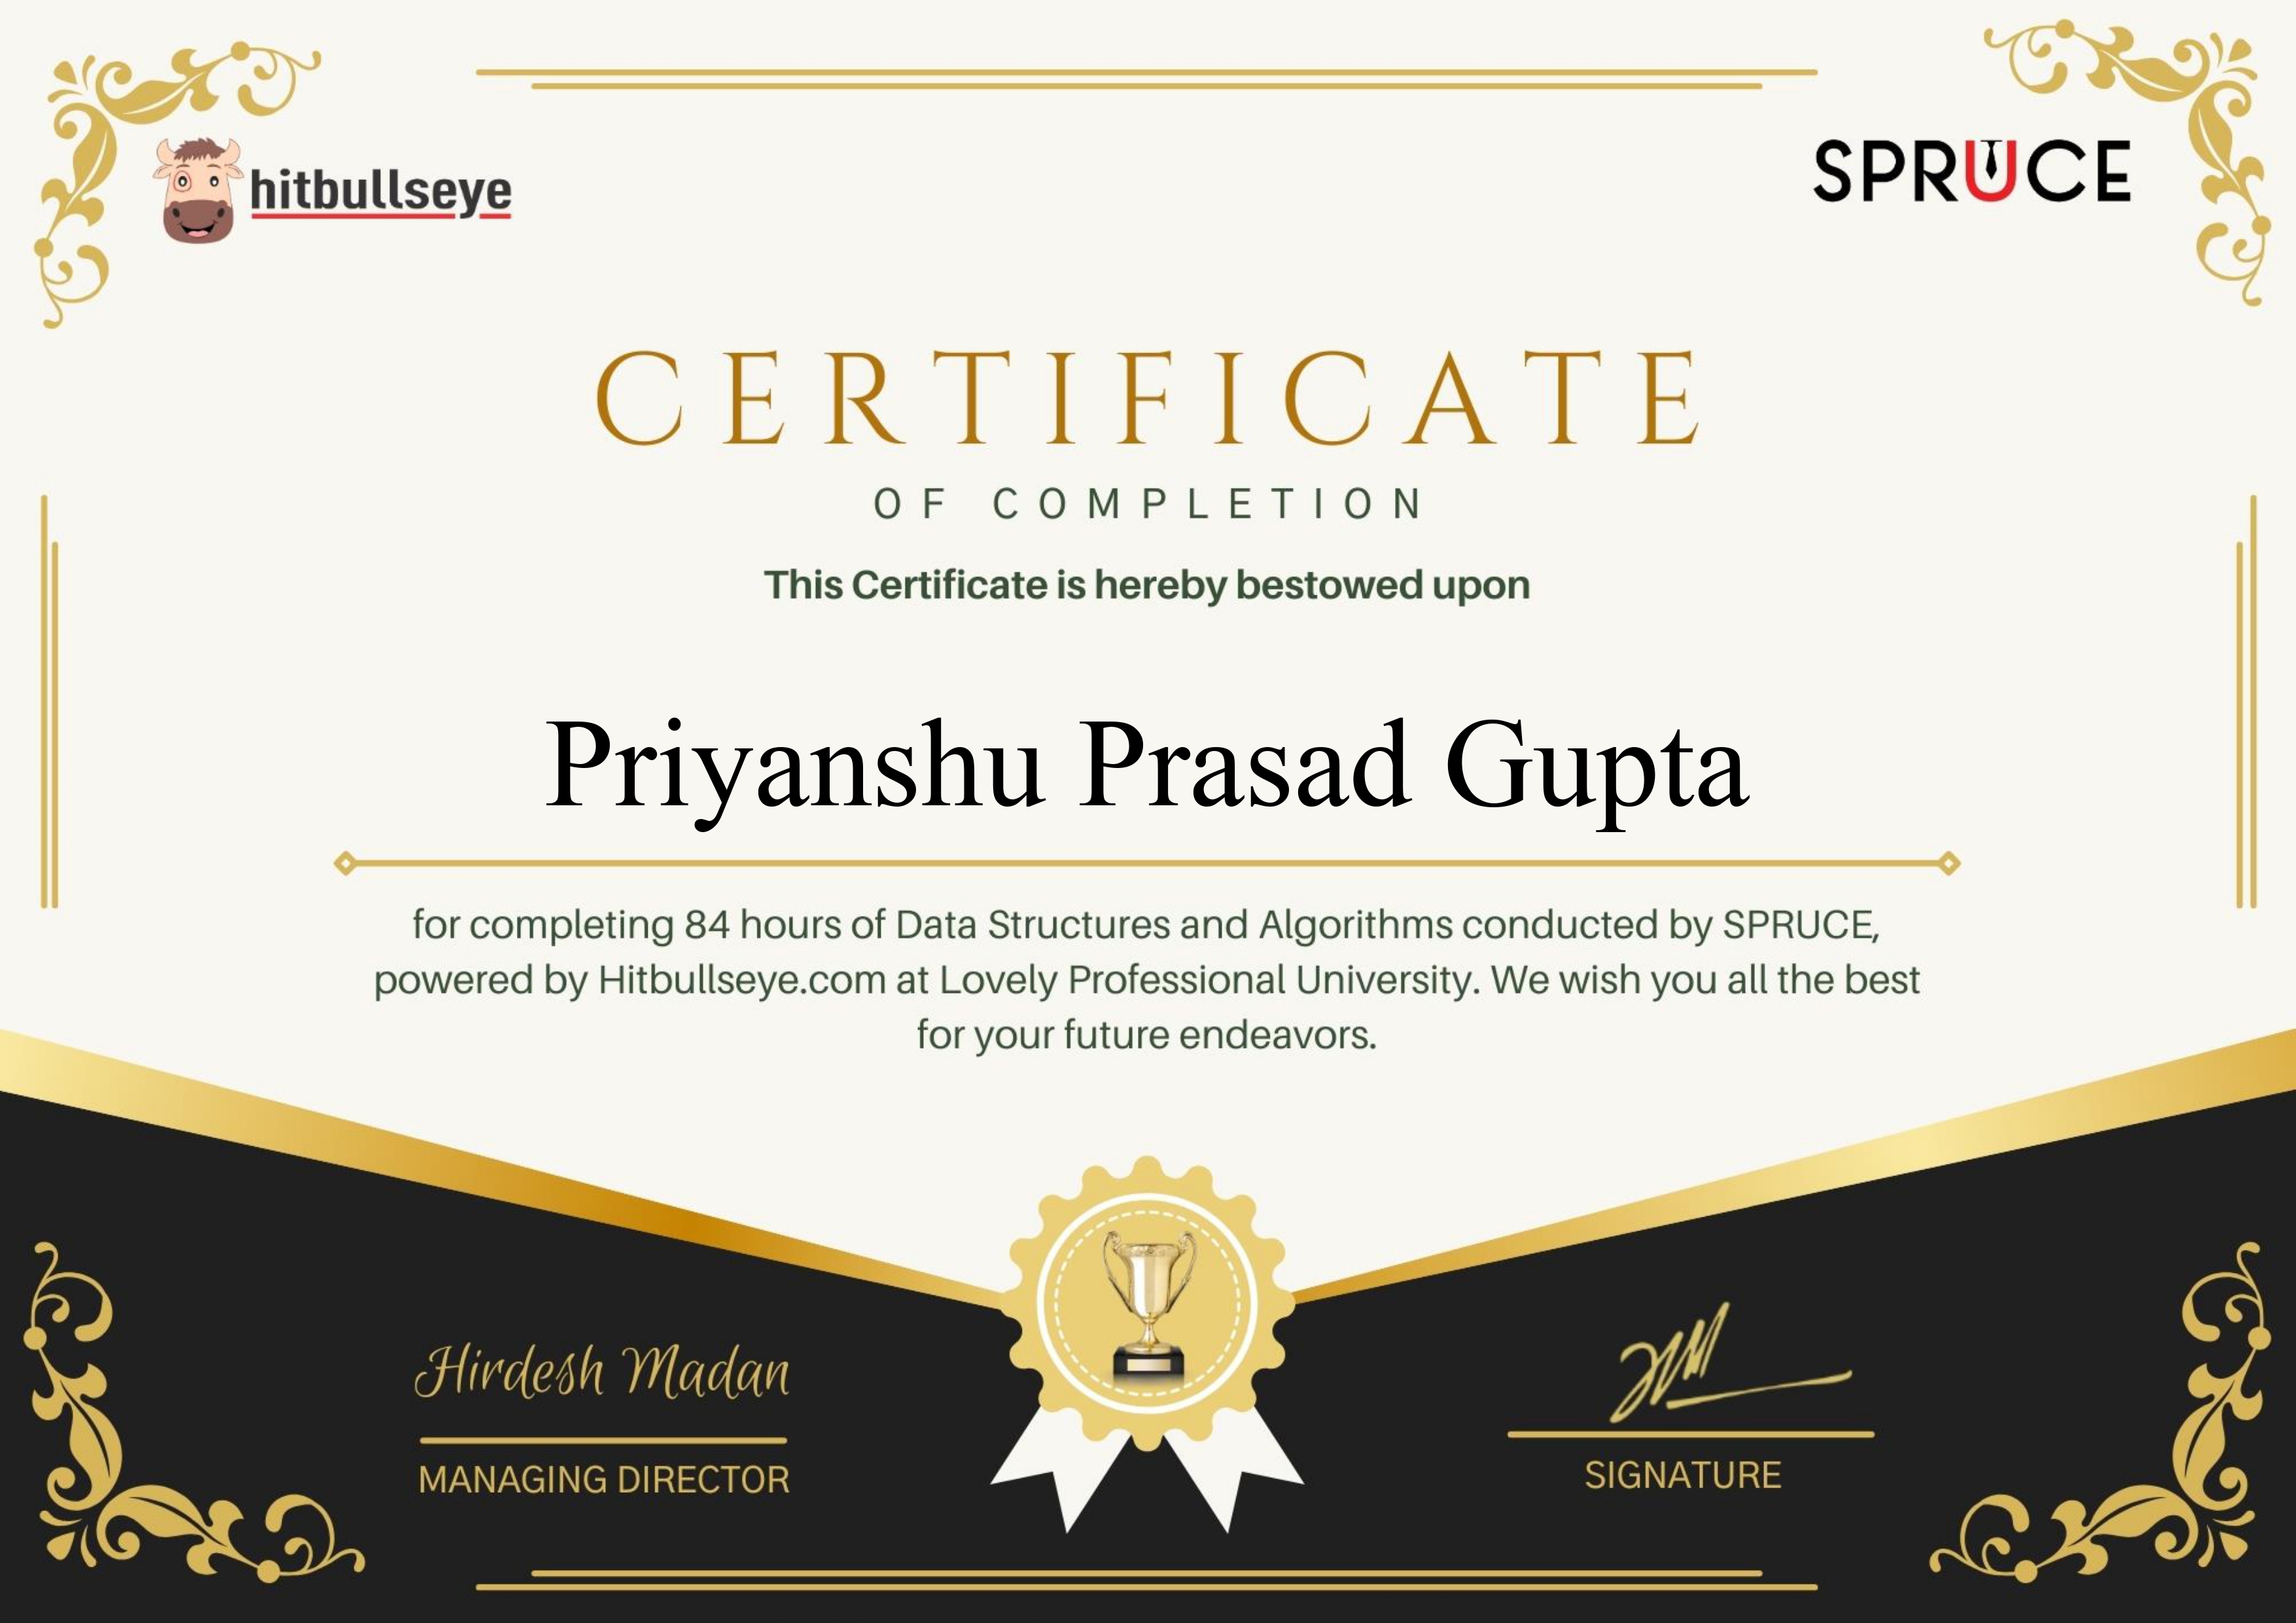 hitbullseye
SPRUCE
CERTIFICATE
OF COMPLETION
This Certificate is hereby bestowed upon
Priyanshu Prasad Gupta
for completing 84 hours of Data Structures and Algorithms conducted by SPRUCE,
powered by Hitbullseye.com at Lovely Professional University. We wish you all the best
for your future endeavors.
Hirdesh Madan
MANAGING DIRECTOR
SIGNATURE